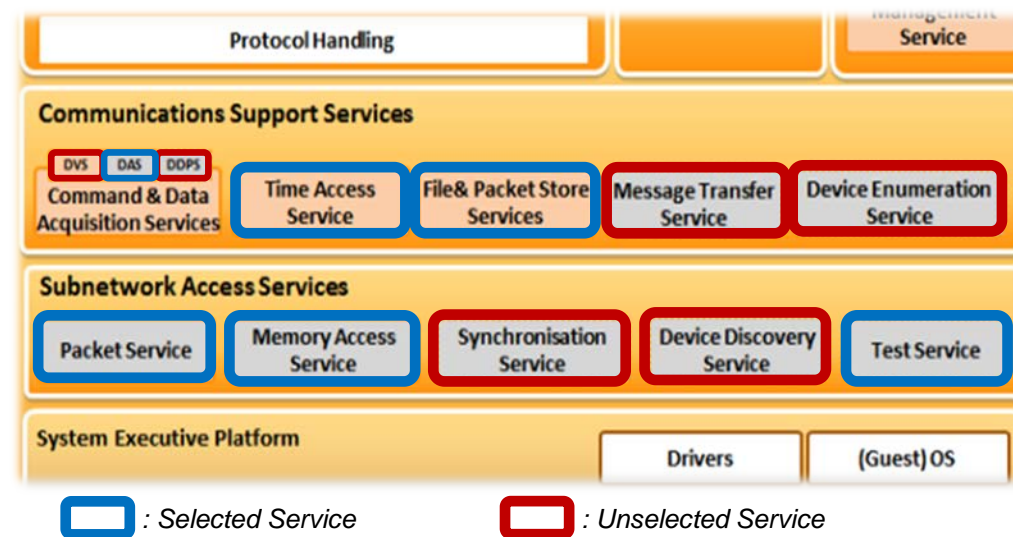 Protocol Handling
Management
Service
Communications Support Services
DVS DAS DDPS
Command & Data
Acquisition Services
Time Access
Service
File& Packet Store
Services
Message Transfer
Service
Device Enumeration
Service
Subnetwork Access Services
Packet Service
Memory Access
Service
Synchronisation
Service
Device Discovery
Service
Test Service
System Executive Platform
Drivers
(Guest) OS
: Selected Service
: Unselected Service